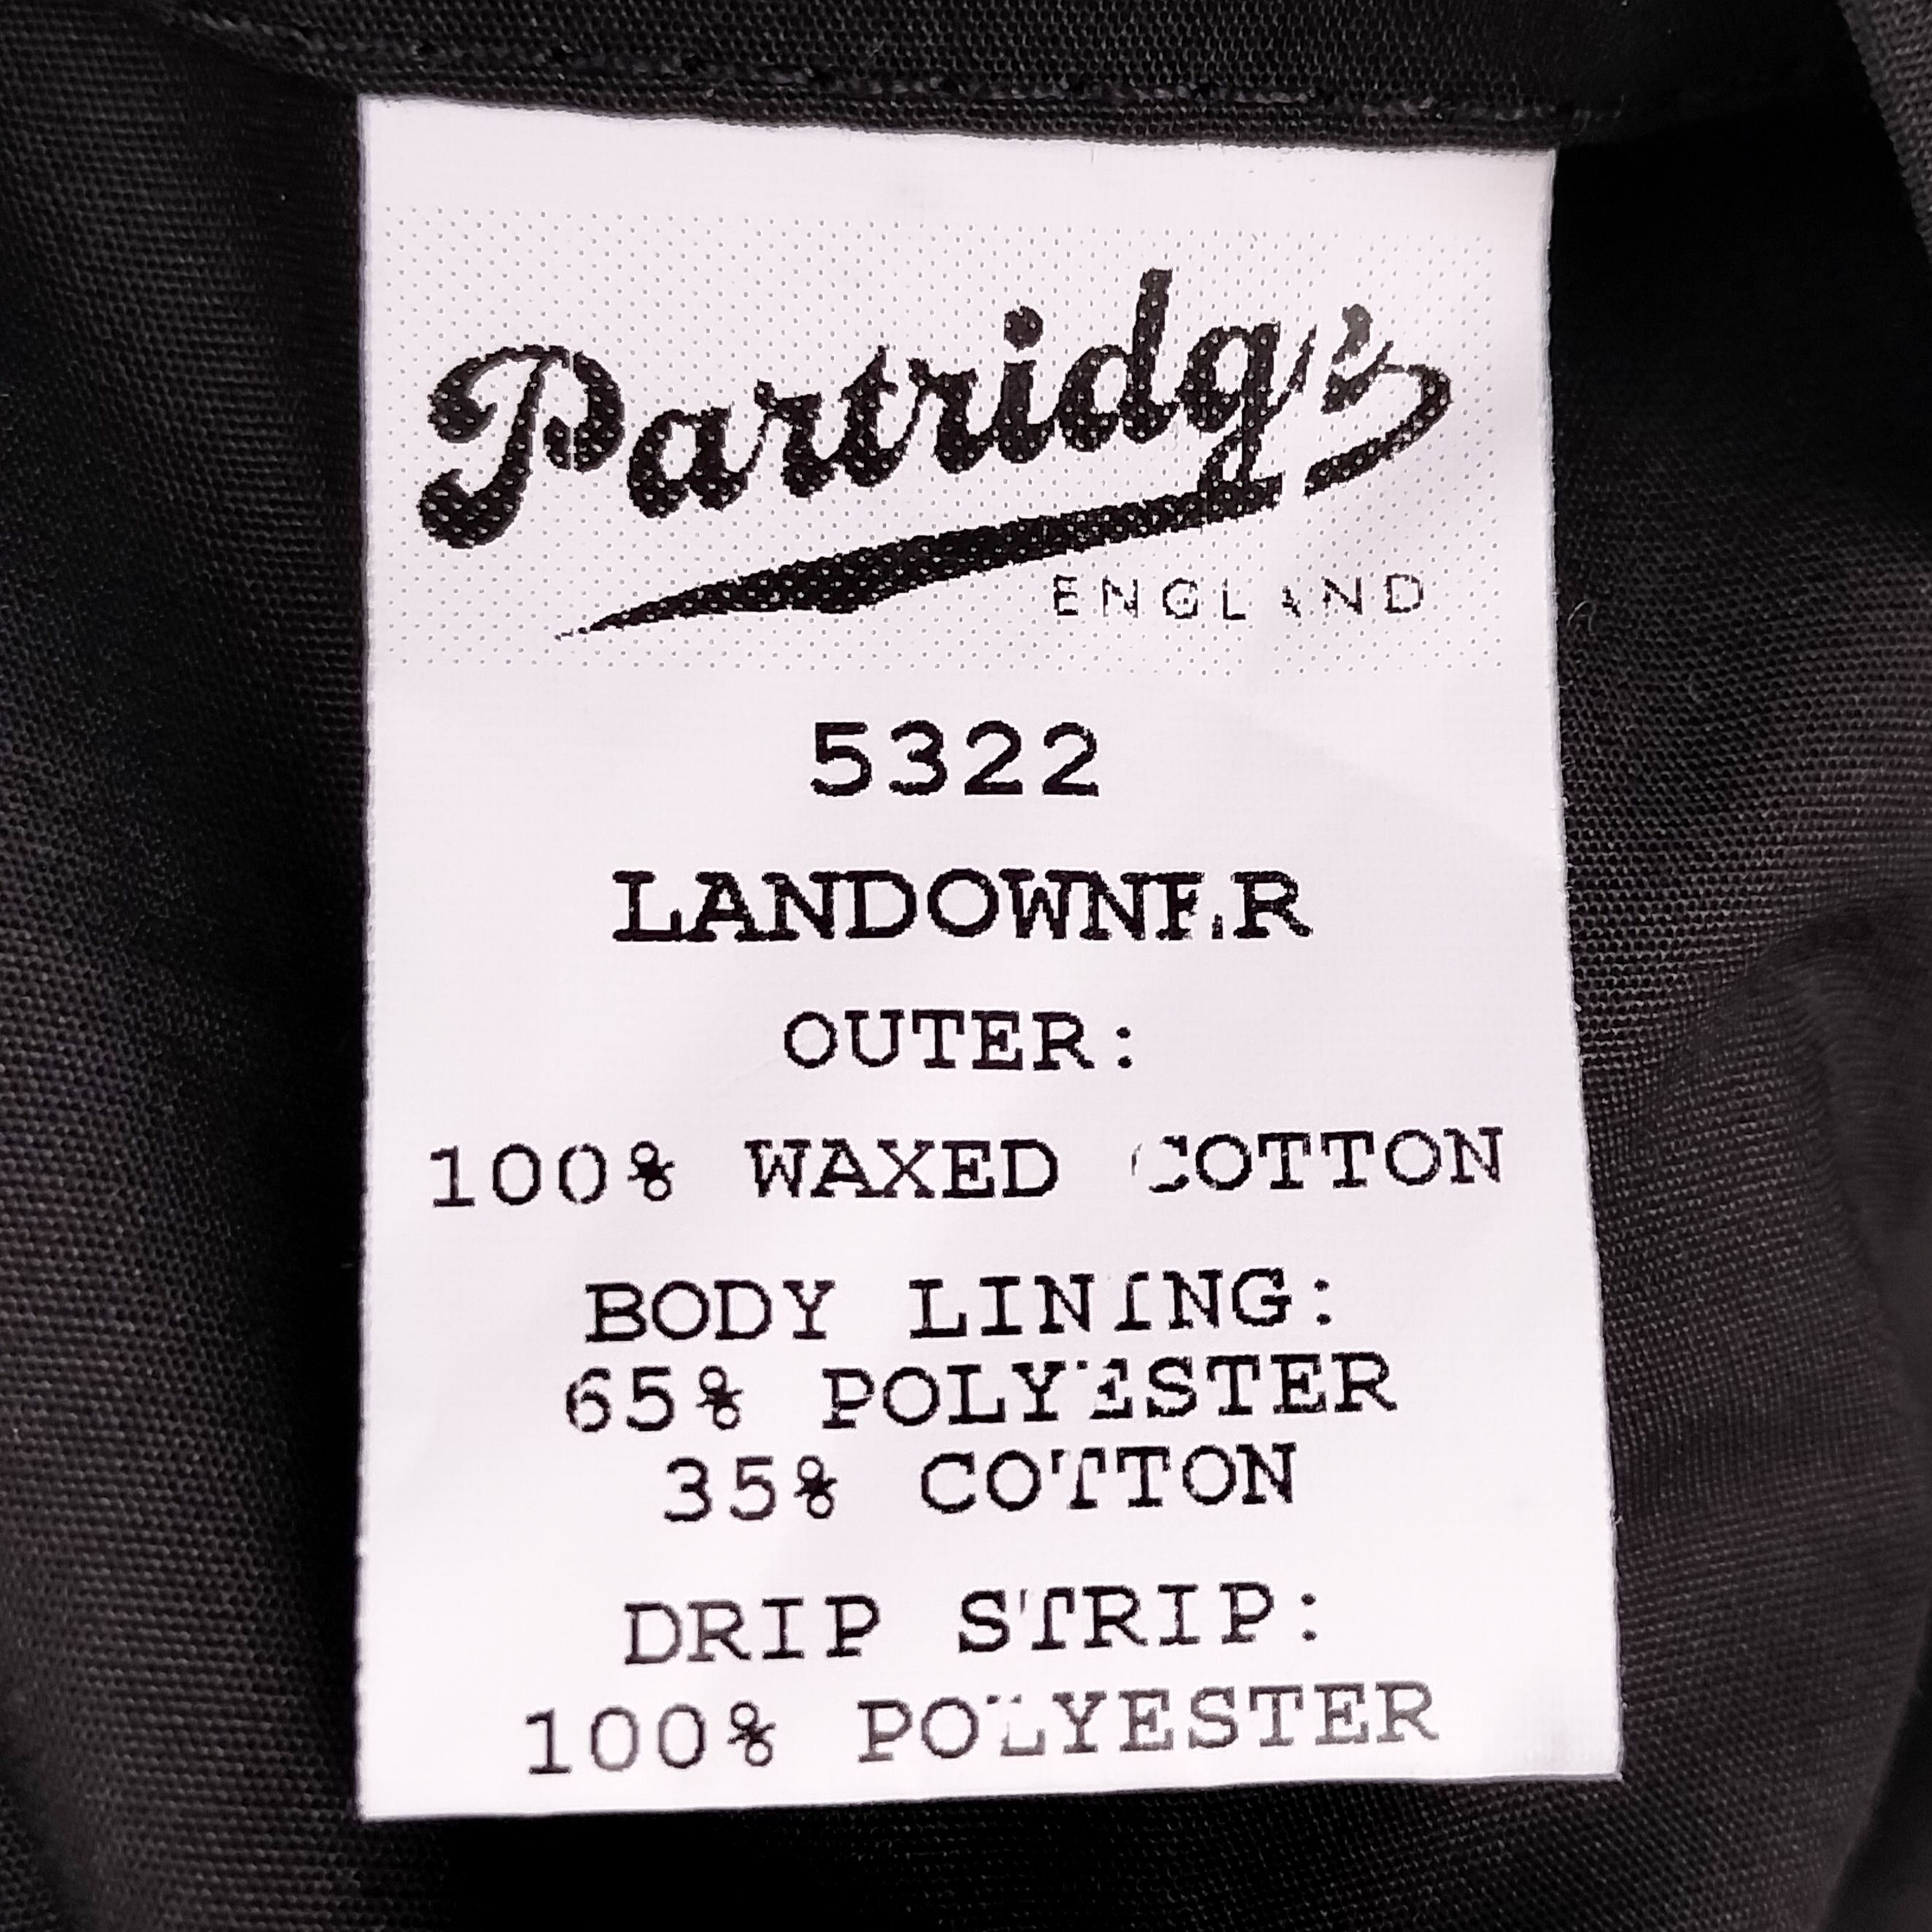 Partridge
ENGLAND
5322
LANDOWNER
OUTER:
100% WAXED COTTON
BODY LINING:
65% POLYESTER
35% COTTON
DRIP STRIP:
100% POLYESTER